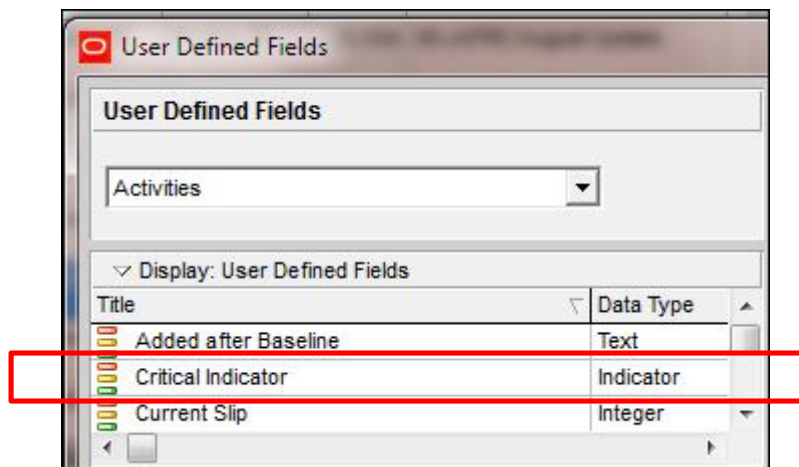 User Defined Fields
User Defined Fields
Activities
Display: User Defined Fields
Title Data Type
Added after Baseline Text
Critical Indicator Indicator
Current Slip Integer